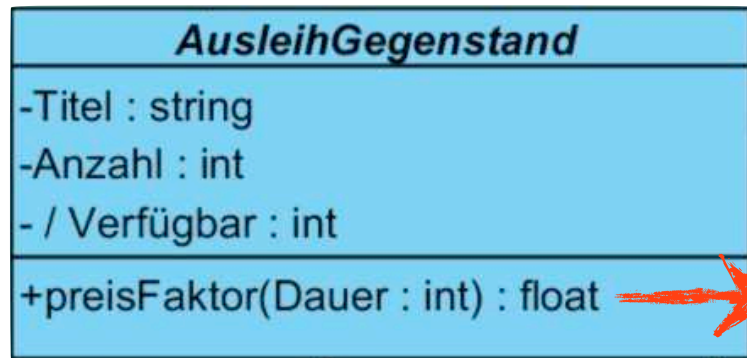 AusleihGegenstand
-Titel : string
-Anzahl : int
- / Verfügbar : int
+preisFaktor(Dauer : int) : float